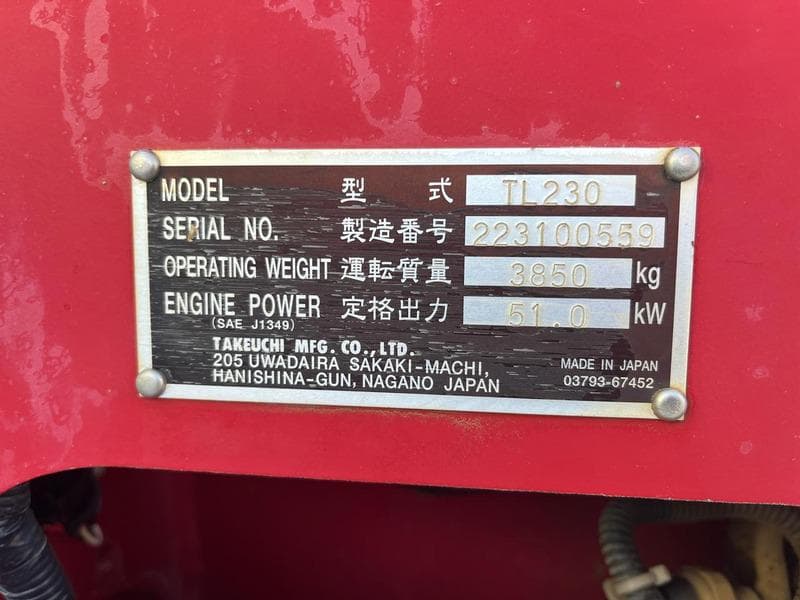 MODEL 型 式 TL230
SERIAL NO. 製造番号 223100559
OPERATING WEIGHT 運転質量 3850 kg
ENGINE POWER 定格出力 51.0 kW
(SAE J1349)
TAKEUCHI MFG. CO., LTD.
205 UWADAIRA SAKAKI-MACHI,
HANISHINA-GUN, NAGANO JAPAN
MADE IN JAPAN
03793-67452